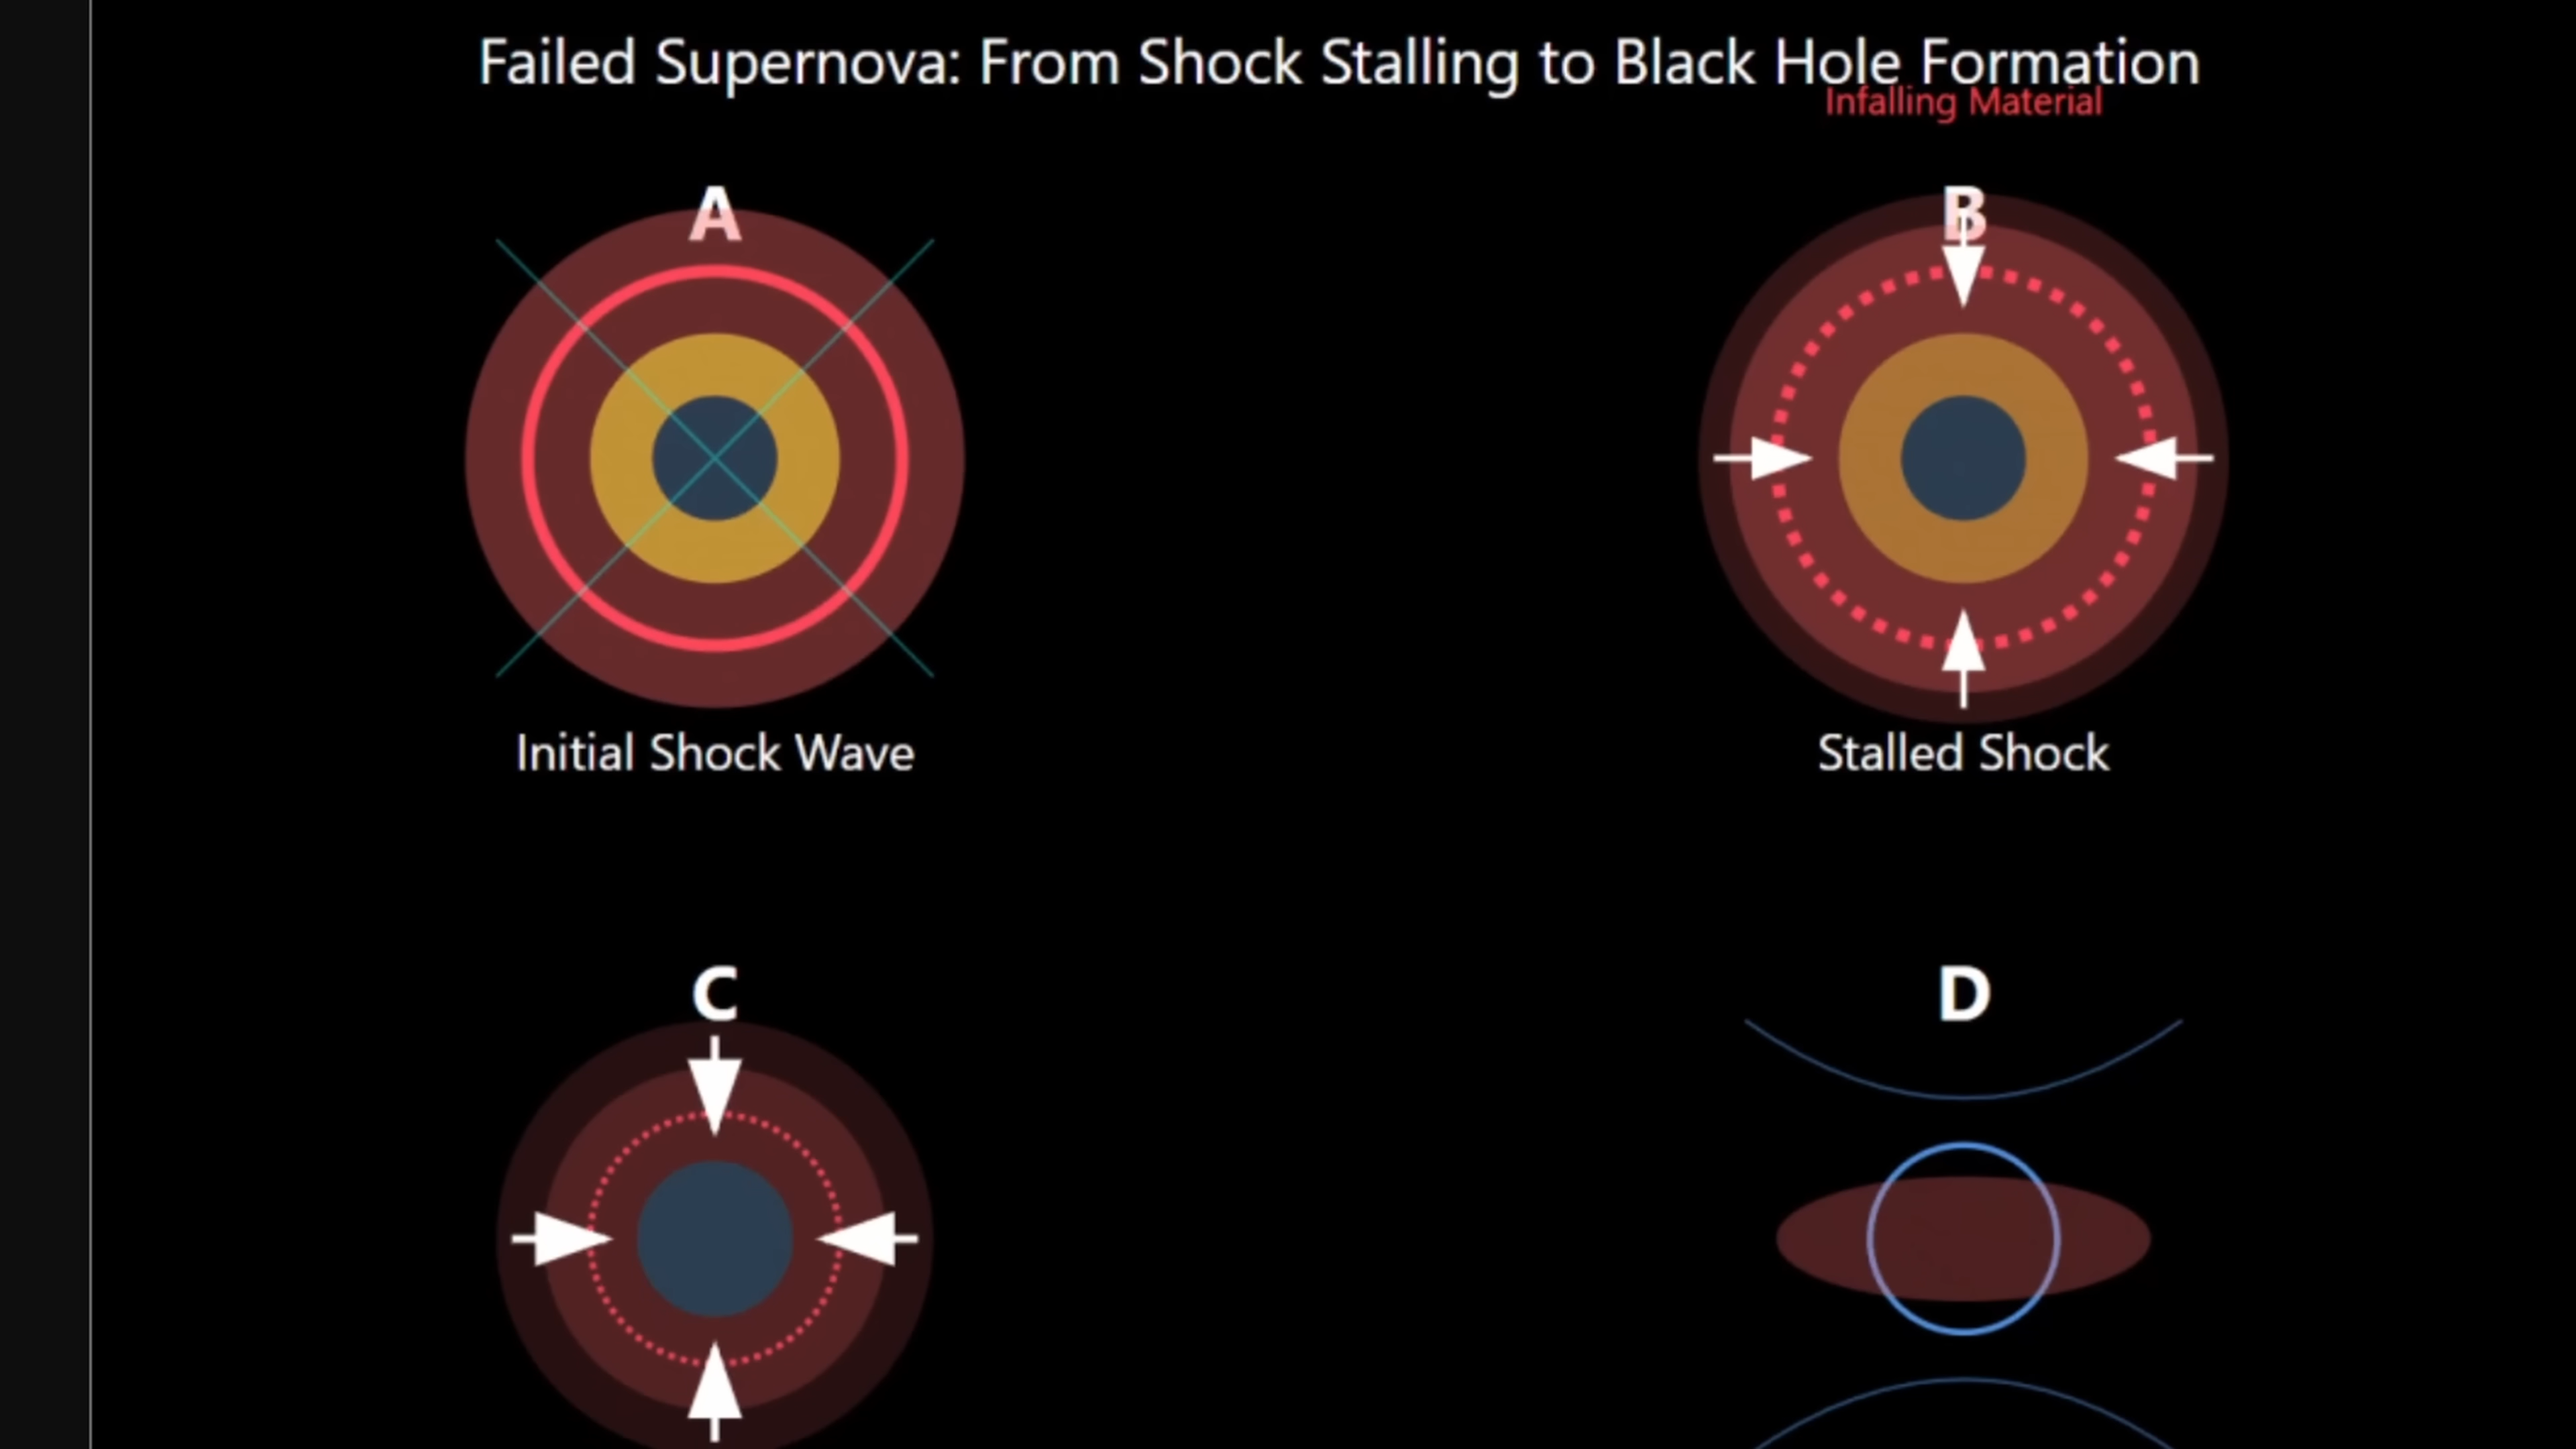 Failed Supernova: From Shock Stalling to Black Hole Formation
Infalling Material
A
B
Initial Shock Wave
Stalled Shock
C
D